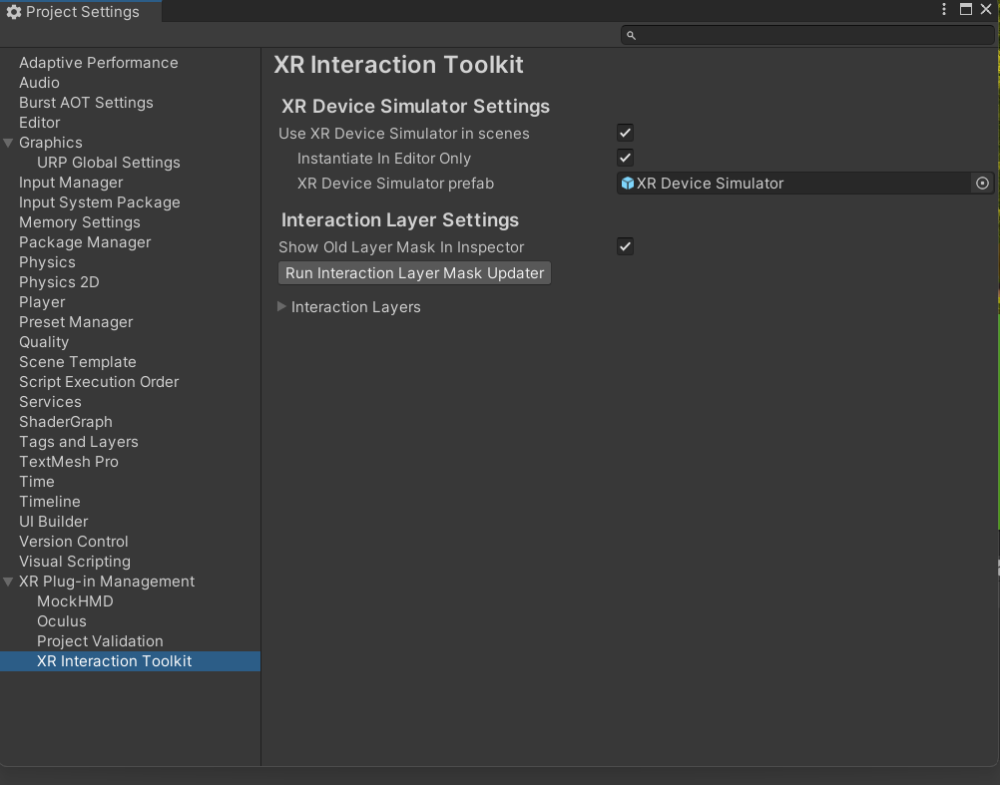 Project Settings
Adaptive Performance
Audio
Burst AOT Settings
Editor
Graphics
URP Global Settings
Input Manager
Input System Package
Memory Settings
Package Manager
Physics
Physics 2D
Player
Preset Manager
Quality
Scene Template
Script Execution Order
Services
ShaderGraph
Tags and Layers
TextMesh Pro
Time
Timeline
UI Builder
Version Control
Visual Scripting
XR Plug-in Management
MockHMD
Oculus
Project Validation
XR Interaction Toolkit
XR Interaction Toolkit
XR Device Simulator Settings
Use XR Device Simulator in scenes
Instantiate In Editor Only
XR Device Simulator prefab XR Device Simulator
Interaction Layer Settings
Show Old Layer Mask In Inspector
Run Interaction Layer Mask Updater
Interaction Layers